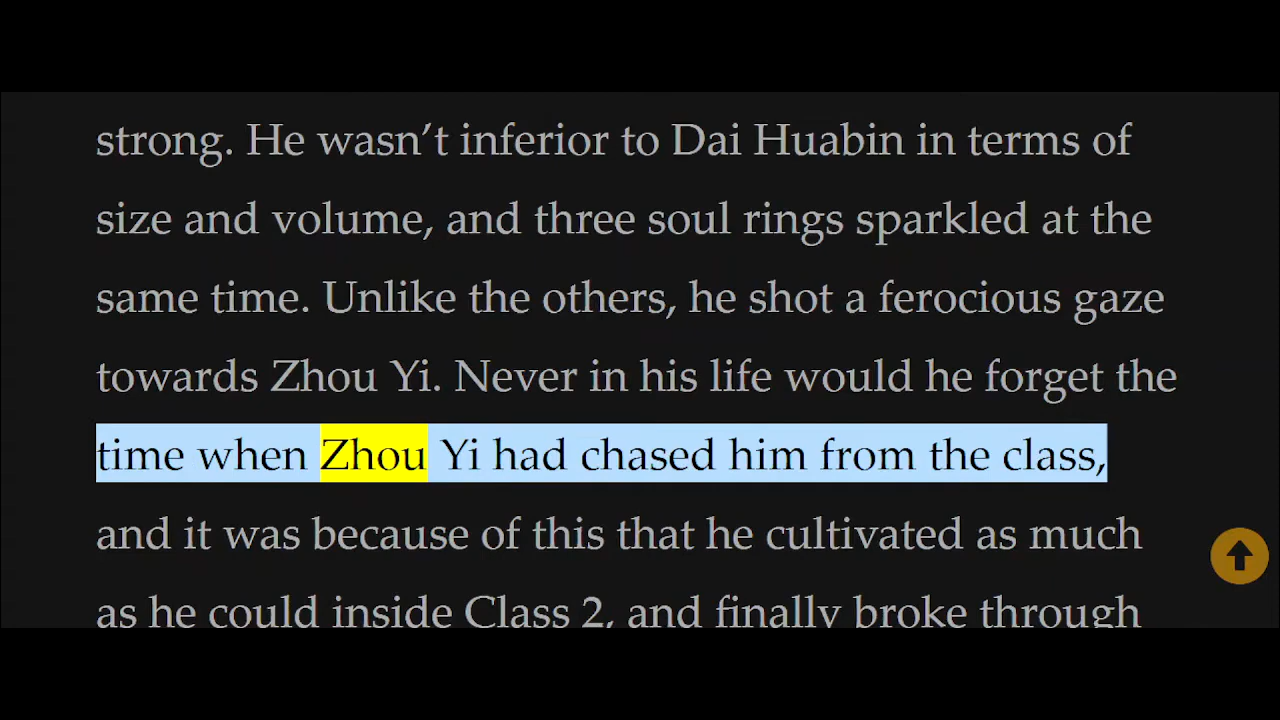 strong. He wasn’t inferior to Dai Huabin in terms of
size and volume, and three soul rings sparkled at the
same time. Unlike the others, he shot a ferocious gaze
towards Zhou Yi. Never in his life would he forget the
time when Zhou Yi had chased him from the class,
and it was because of this that he cultivated as much
as he could inside Class 2, and finally broke through